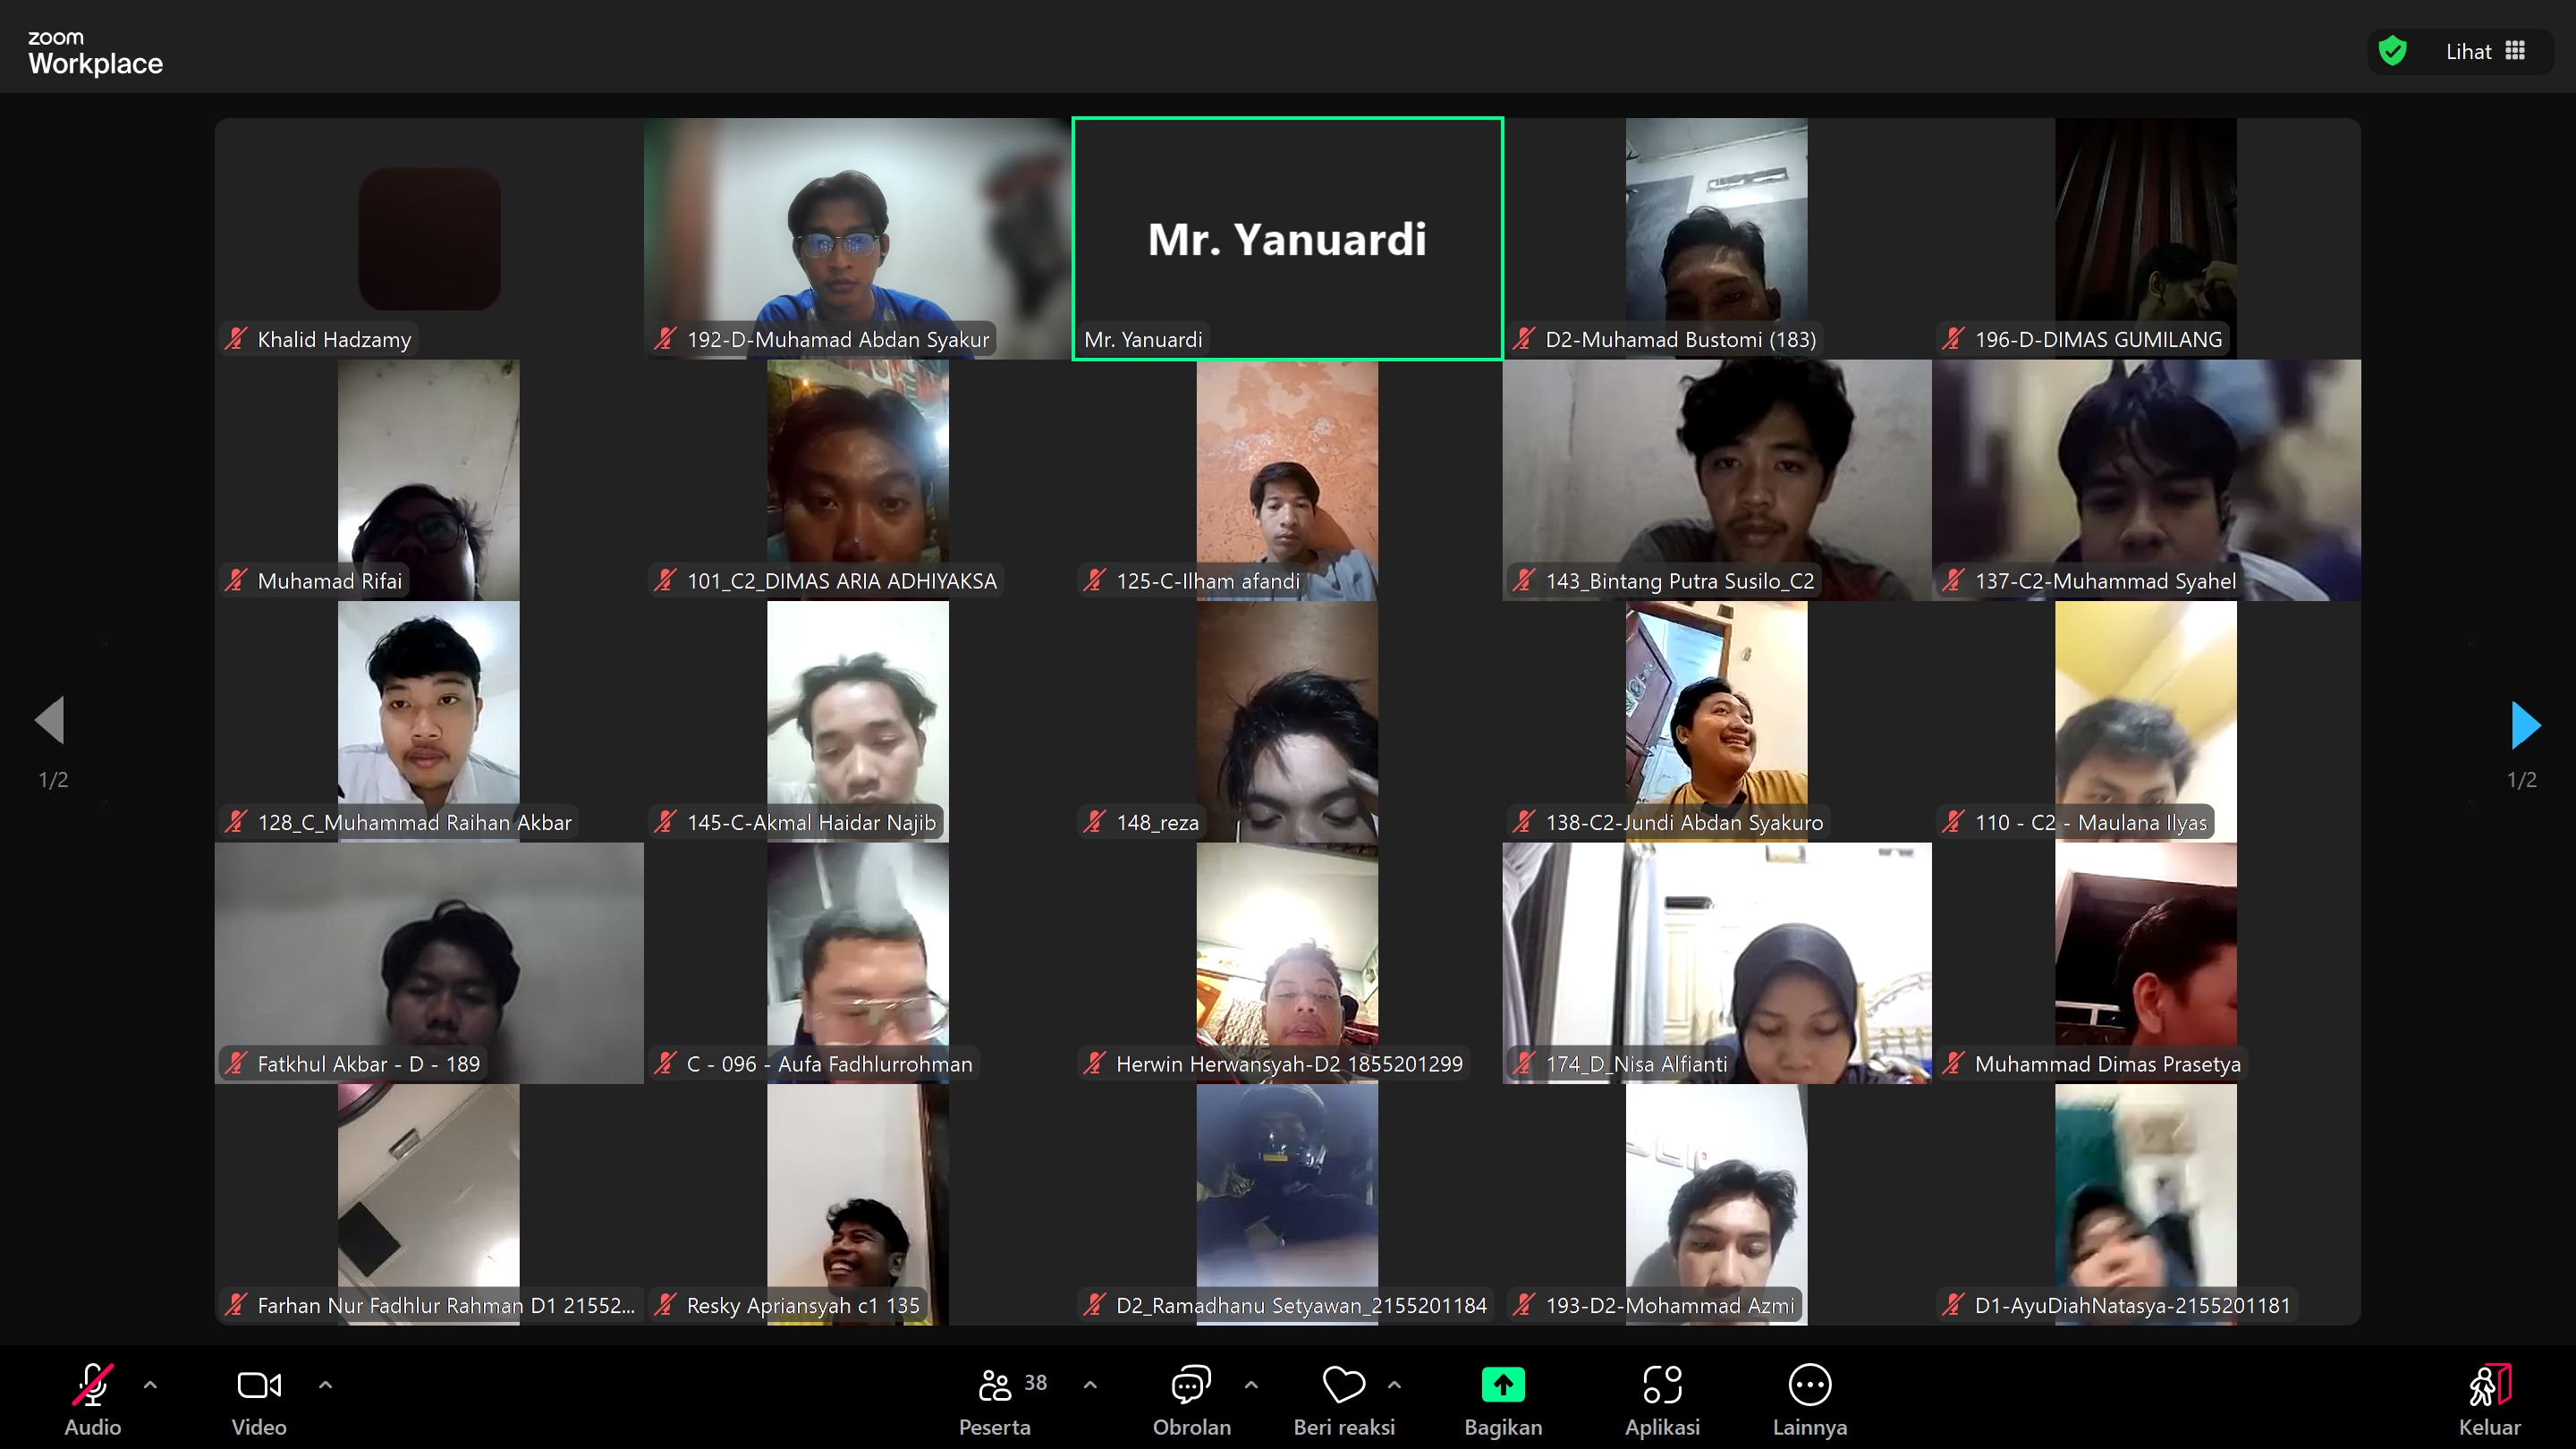 zoom
Workplace
Lihat
Mr. Yanuardi
Khalid Hadzamy
192-D-Muhamad Abdan Syakur
Mr. Yanuardi
D2-Muhamad Bustomi (183)
196-D-DIMAS GUMILANG
Muhamad Rifai
101_C2_DIMAS ARIA ADHIYAKSA
125-C-Ilham afandi
143_Bintang Putra Susilo_C2
137-C2-Muhammad Syahel
1/2
1/2
128_C_Muhammad Raihan Akbar
145-C-Akmal Haidar Najib
148_reza
138-C2-Jundi Abdan Syakuro
110 - C2 - Maulana Ilyas
Fatkhul Akbar - D - 189
C - 096 - Aufa Fadhlurrohman
Herwin Herwansyah-D2 1855201299
174_D_Nisa Alfianti
Muhammad Dimas Prasetya
Farhan Nur Fadhlur Rahman D1 21552...
Resky Apriansyah c1 135
D2_Ramadhanu Setyawan_2155201184
193-D2-Mohammad Azmi
D1-AyuDiahNatasya-2155201181
Audio
Video
38
Peserta
Obrolan
Beri reaksi
Bagikan
Aplikasi
Lainnya
Keluar